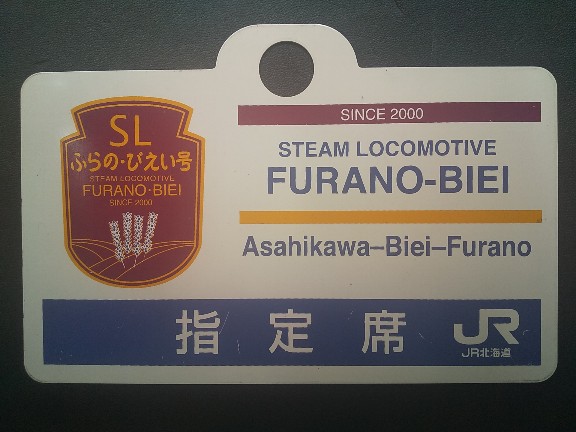 SL
ふらの・びえい号
STEAM LOCOMOTIVE
FURANO・BIEI
SINCE 2000
SINCE 2000
STEAM LOCOMOTIVE
FURANO-BIEI
Asahikawa–Biei–Furano
指定席
JR
JR北海道